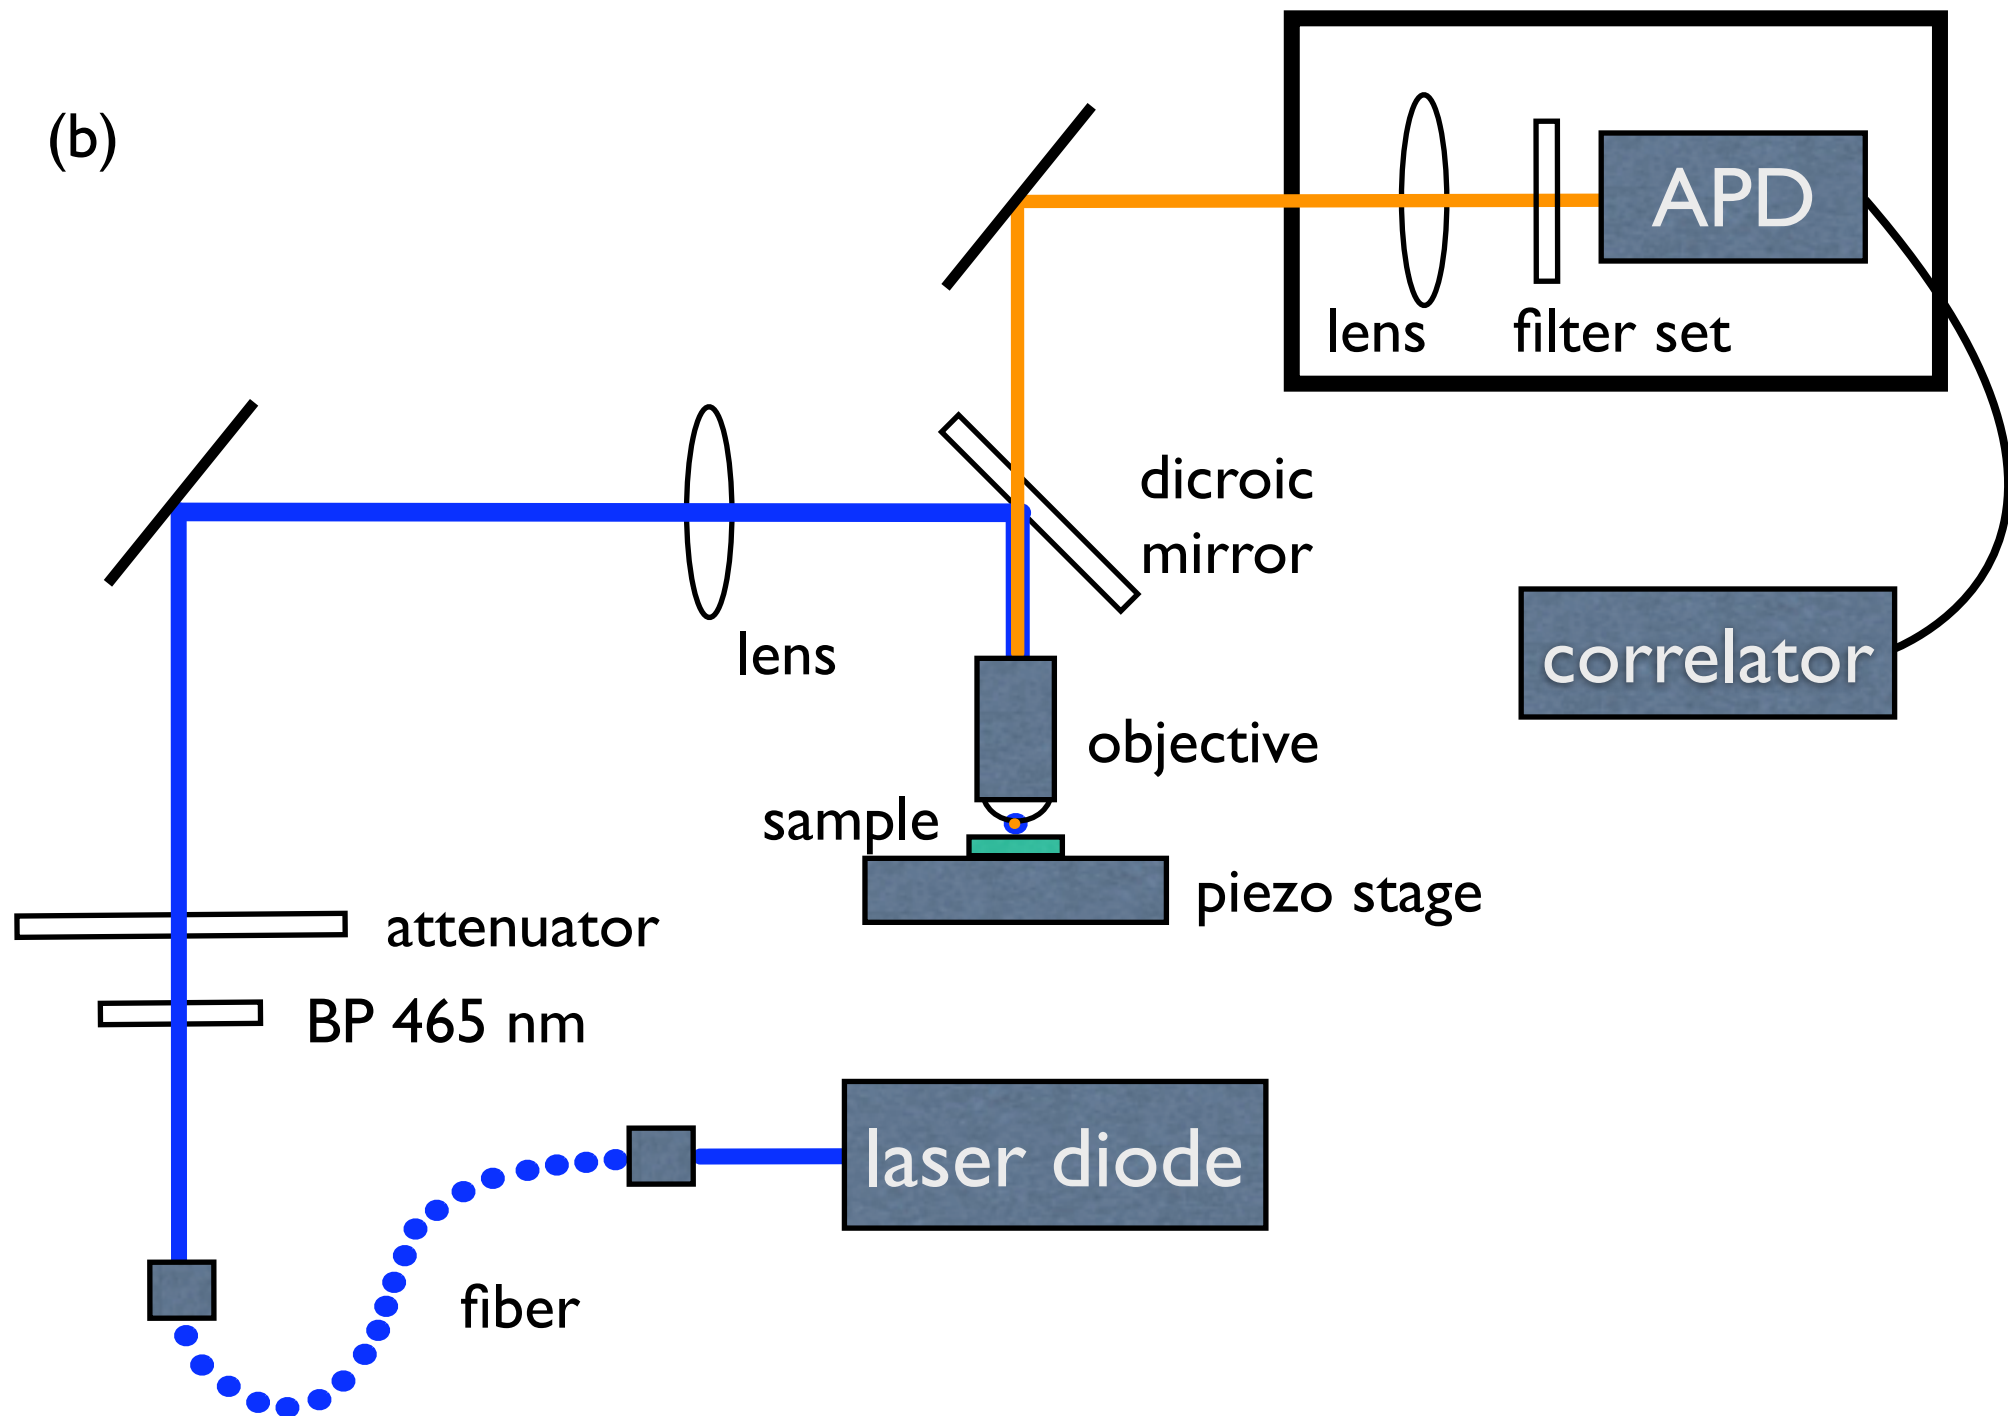 (b)
APD
lens
filter set
dicroic
mirror
lens
correlator
objective
sample
piezo stage
attenuator
BP 465 nm
laser diode
fiber